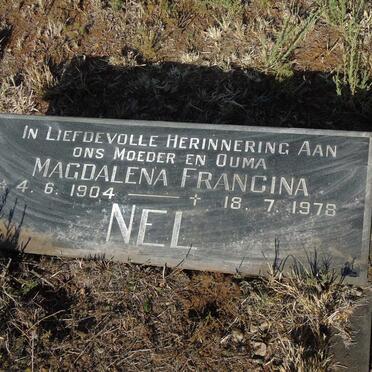 In Liefdevolle Herinnering Aan
ons Moeder en Ouma
Magdalena Francina
4. 6. 1904 — † 18. 7. 1978
NEL